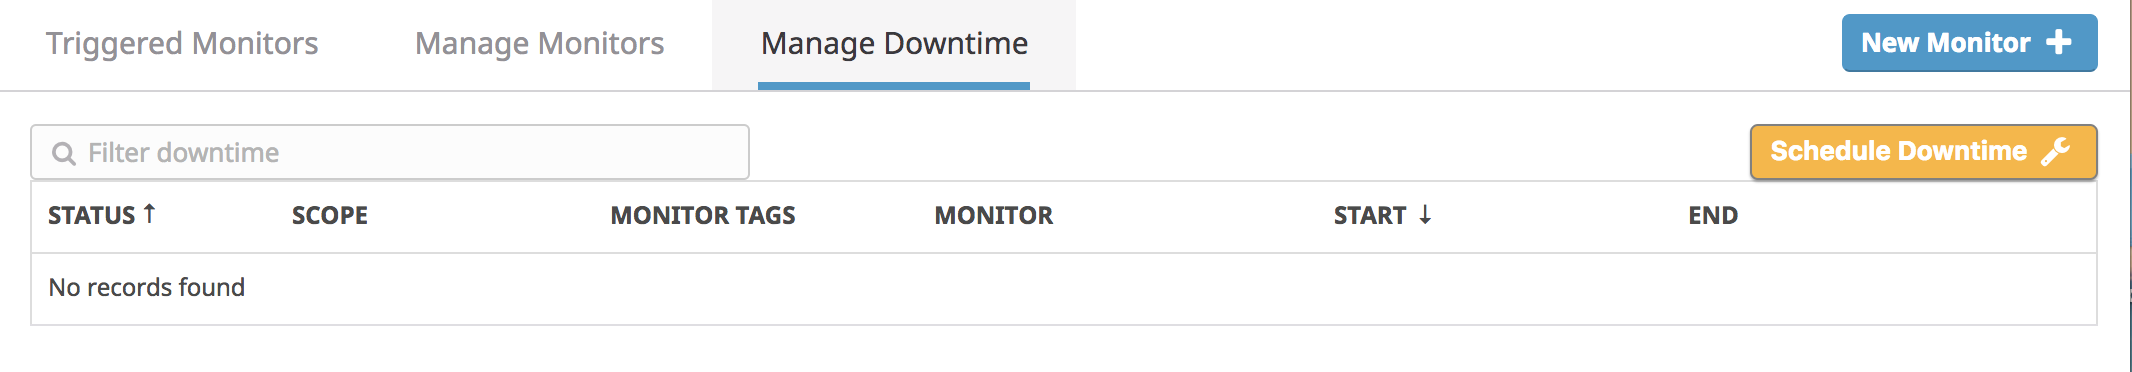 Triggered Monitors Manage Monitors Manage Downtime New Monitor
Filter downtime Schedule Downtime
STATUS SCOPE MONITOR TAGS MONITOR START END
No records found